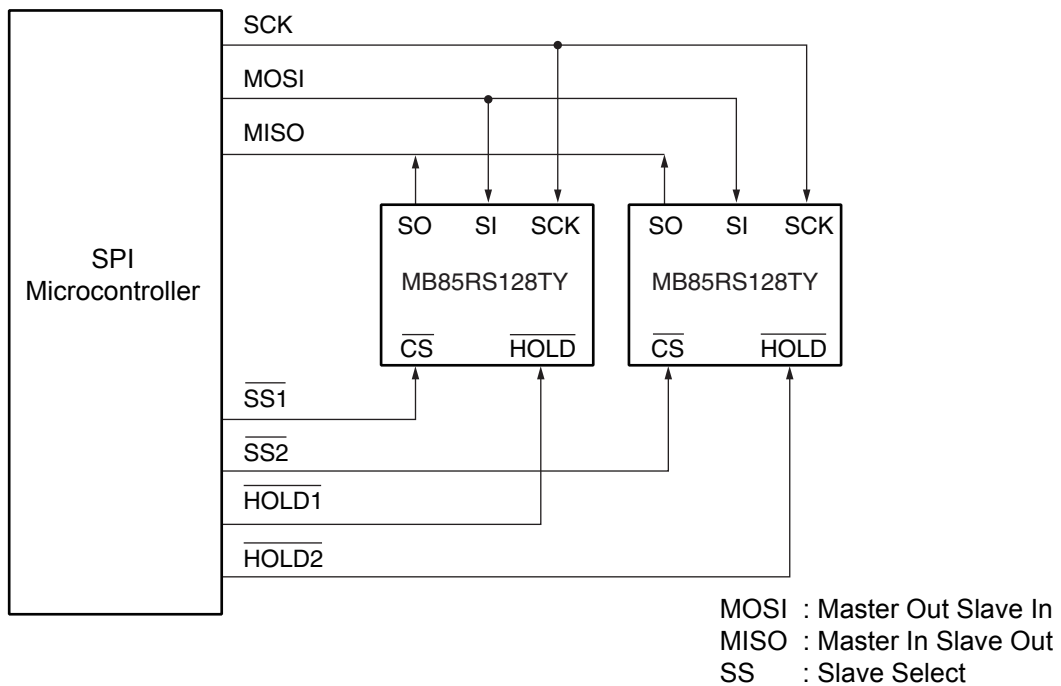 SCK
MOSI
MISO
SO SI SCK
MB85RS128TY
CS HOLD
SO SI SCK
MB85RS128TY
CS HOLD
SPI
Microcontroller
SS1
SS2
HOLD1
HOLD2
MOSI : Master Out Slave In
MISO : Master In Slave Out
SS : Slave Select